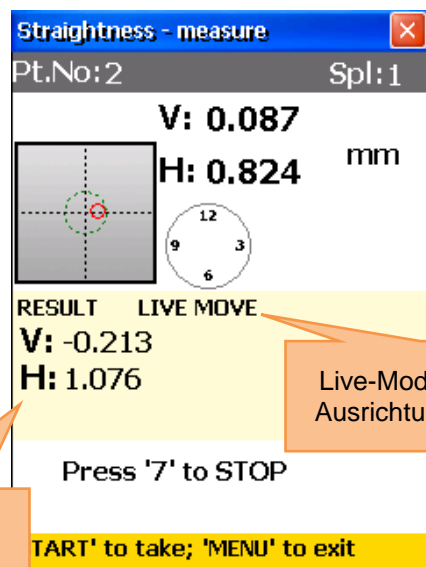 Straightness - measure
Pt.No:2 Spl:1
V: 0.087
H: 0.824 mm
12
9 3
6
RESULT LIVE MOVE
V: -0.213
H: 1.076
Press '7' to STOP
TART' to take; 'MENU' to exit